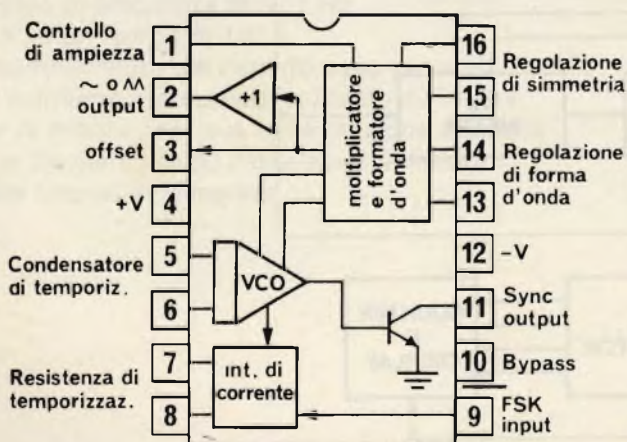 Controllo
di ampiezza
1
~ o ʌʌ
output
2
offset
3
+V
4
Condensatore
di temporiz.
5
6
Resistenza di
temporizzaz.
7
8
+1
moltiplicatore
e formatore
d'onda
VCO
int. di
corrente
16
Regolazione
di simmetria
15
14
Regolazione
di forma
d'onda
13
12
-V
11
Sync
output
10
Bypass
9
FSK
input